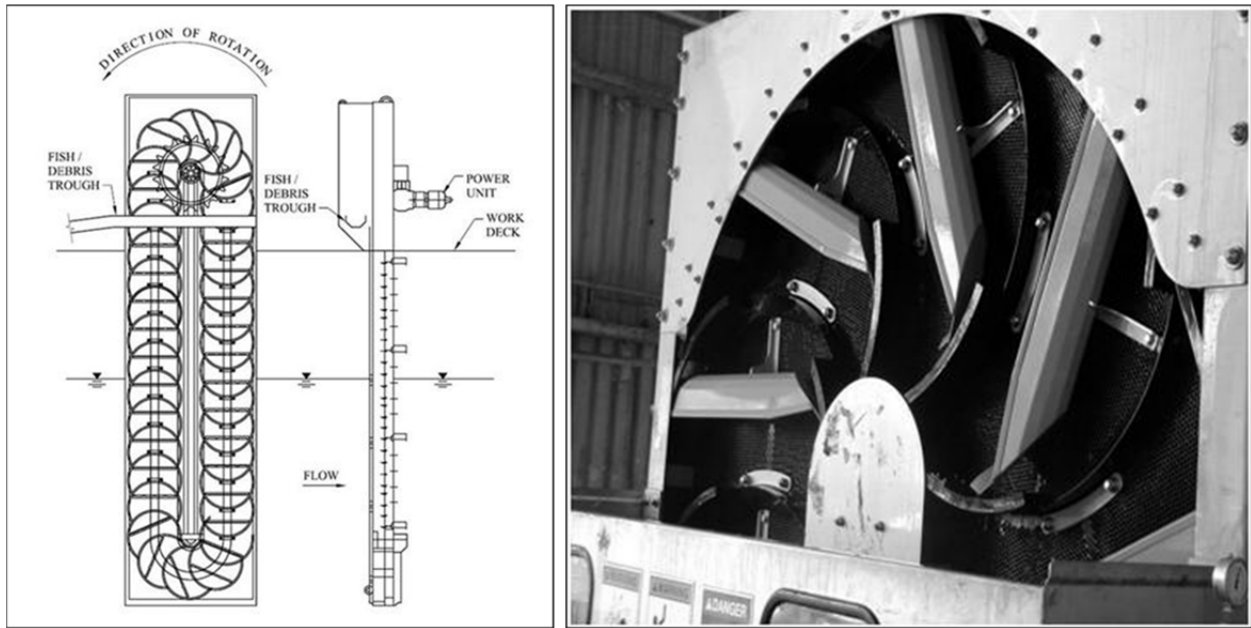 DIRECTION OF ROTATION
FISH /
DEBRIS
TROUGH
FISH /
DEBRIS
TROUGH
POWER
UNIT
WORK
DECK
FLOW
DANGER